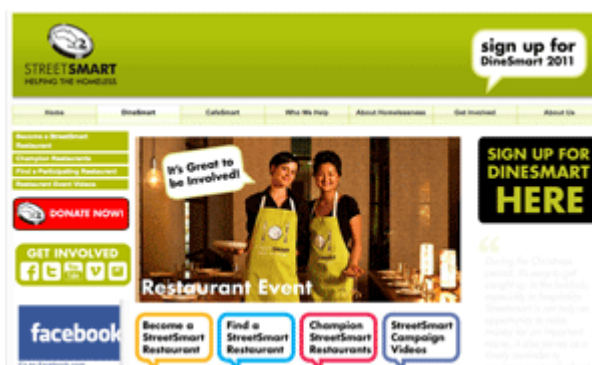 STREETSMART
HELPING THE HOMELESS
sign up for
DineSmart 2011
Home
DineSmart
CafeSmart
Who We Help
About Homelessness
Get Involved
About Us
Become a StreetSmart
Restaurant
Champion Restaurants
Find a Participating Restaurant
Restaurant Event Videos
DONATE NOW!
GET INVOLVED
facebook
It's Great to
be Involved!
Restaurant Event
SIGN UP FOR
DINESMART
HERE
During the Christmas
Become a
StreetSmart
Restaurant
Find a
StreetSmart
Restaurant
Champion
StreetSmart
Restaurants
StreetSmart
Campaign
Videos